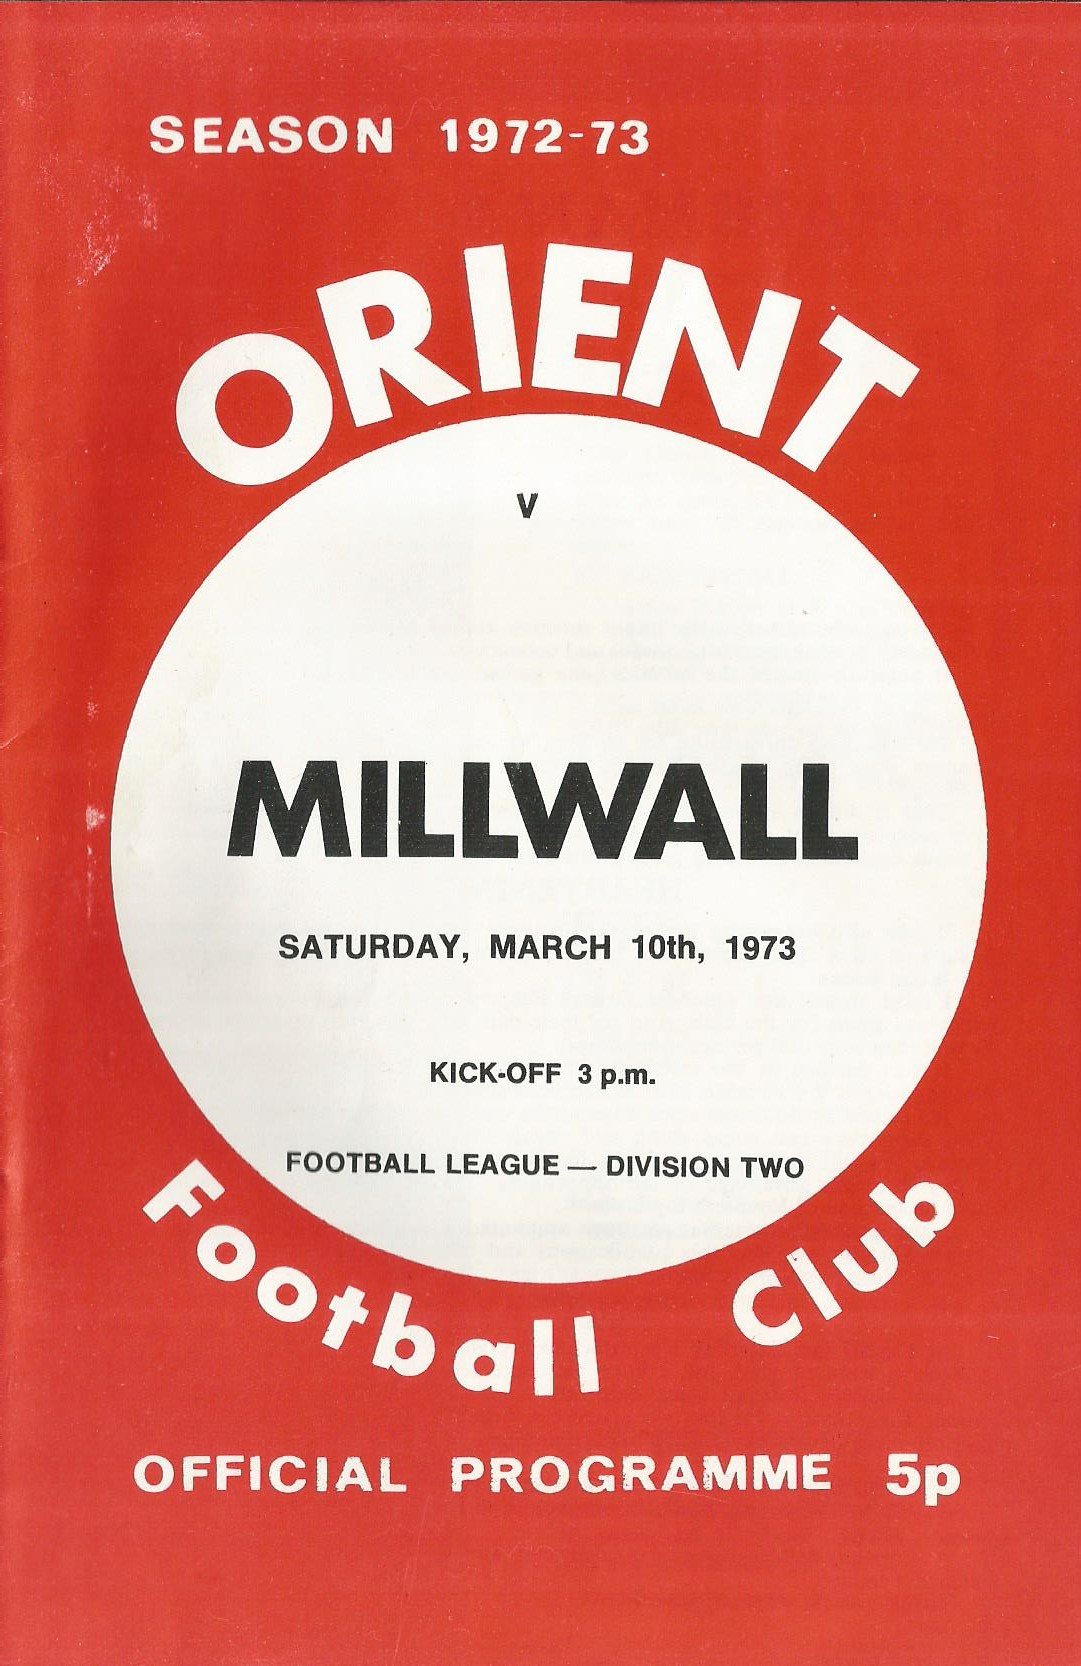 SEASON 1972-73
ORIENT
v
MILLWALL
SATURDAY, MARCH 10th, 1973
KICK-OFF 3 p.m.
FOOTBALL LEAGUE — DIVISION TWO
Football Club
OFFICIAL PROGRAMME 5p